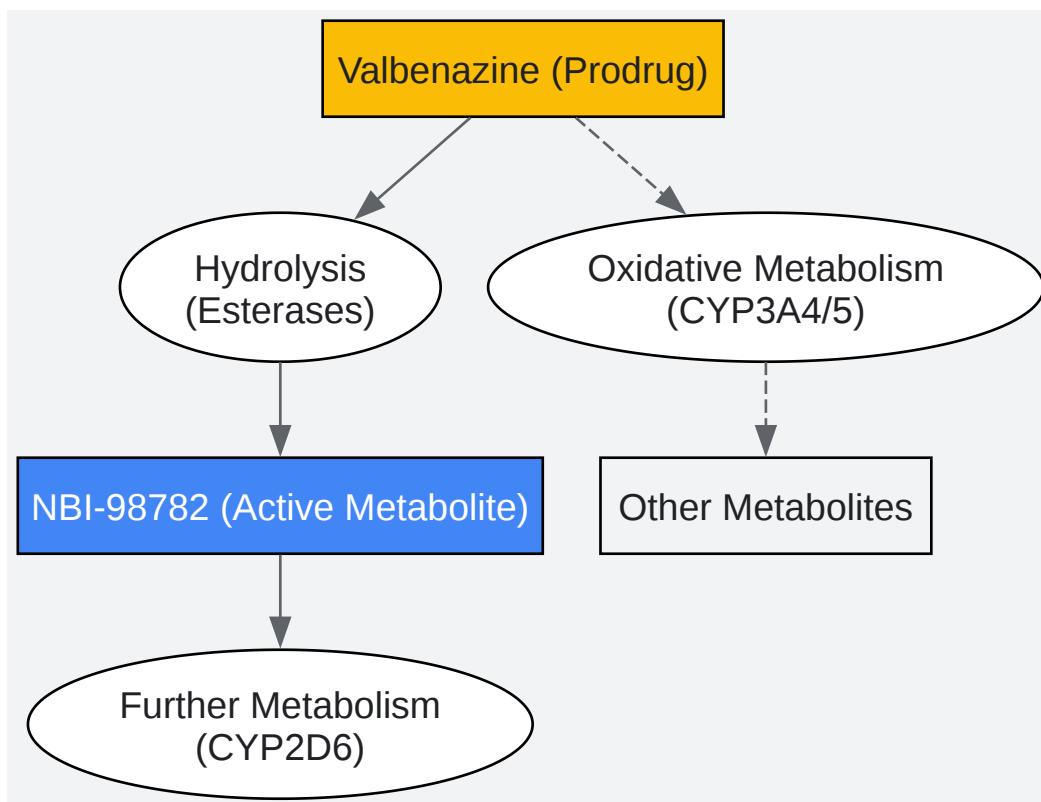 Valbenazine (Prodrug)
Hydrolysis
(Esterases)
Oxidative Metabolism
(CYP3A4/5)
NBI-98782 (Active Metabolite)
Other Metabolites
Further Metabolism
(CYP2D6)